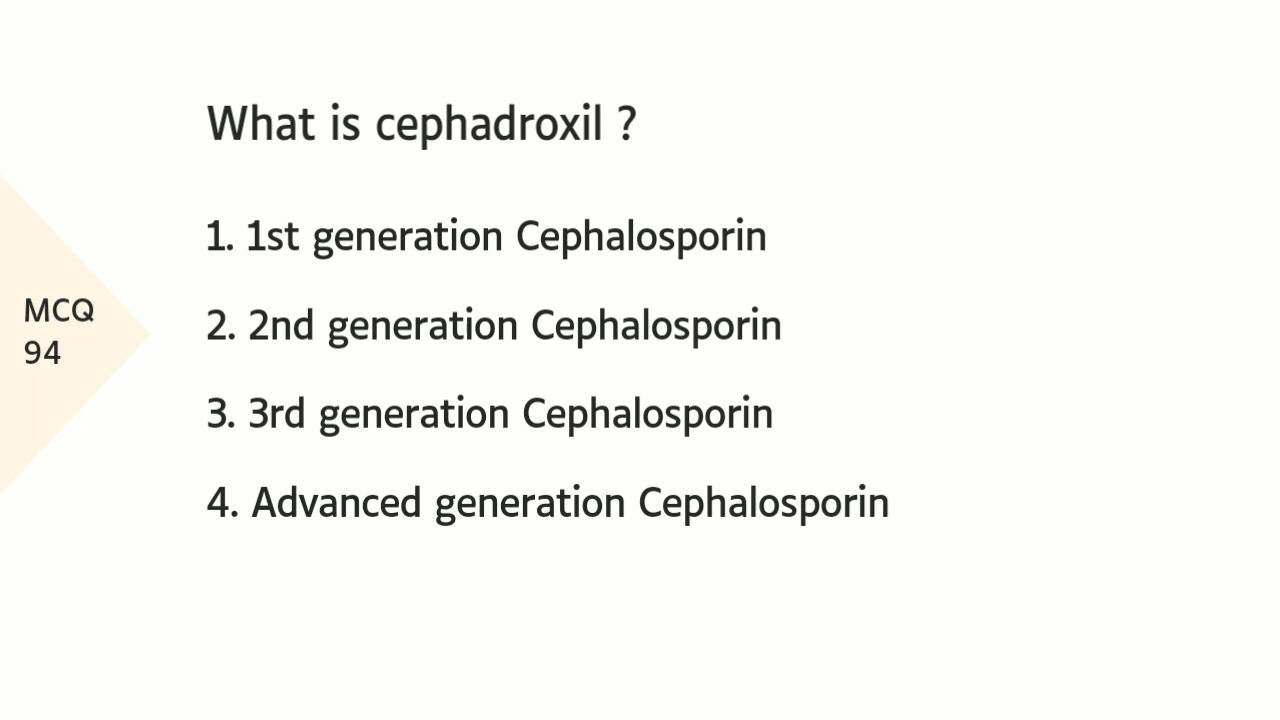 What is cephadroxil ?
1. 1st generation Cephalosporin
2. 2nd generation Cephalosporin
MCQ
94
3. 3rd generation Cephalosporin
4. Advanced generation Cephalosporin